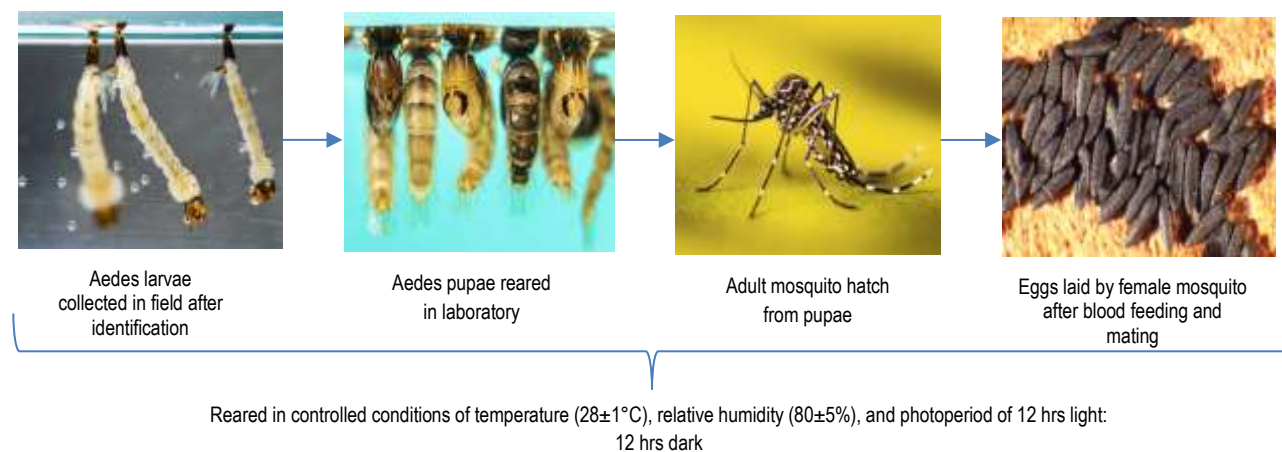 Aedes larvae
collected in field after
identification
Aedes pupae reared
in laboratory
Adult mosquito hatch
from pupae
Eggs laid by female mosquito
after blood feeding and
mating
Reared in controlled conditions of temperature (28±1°C), relative humidity (80±5%), and photoperiod of 12 hrs light:
12 hrs dark